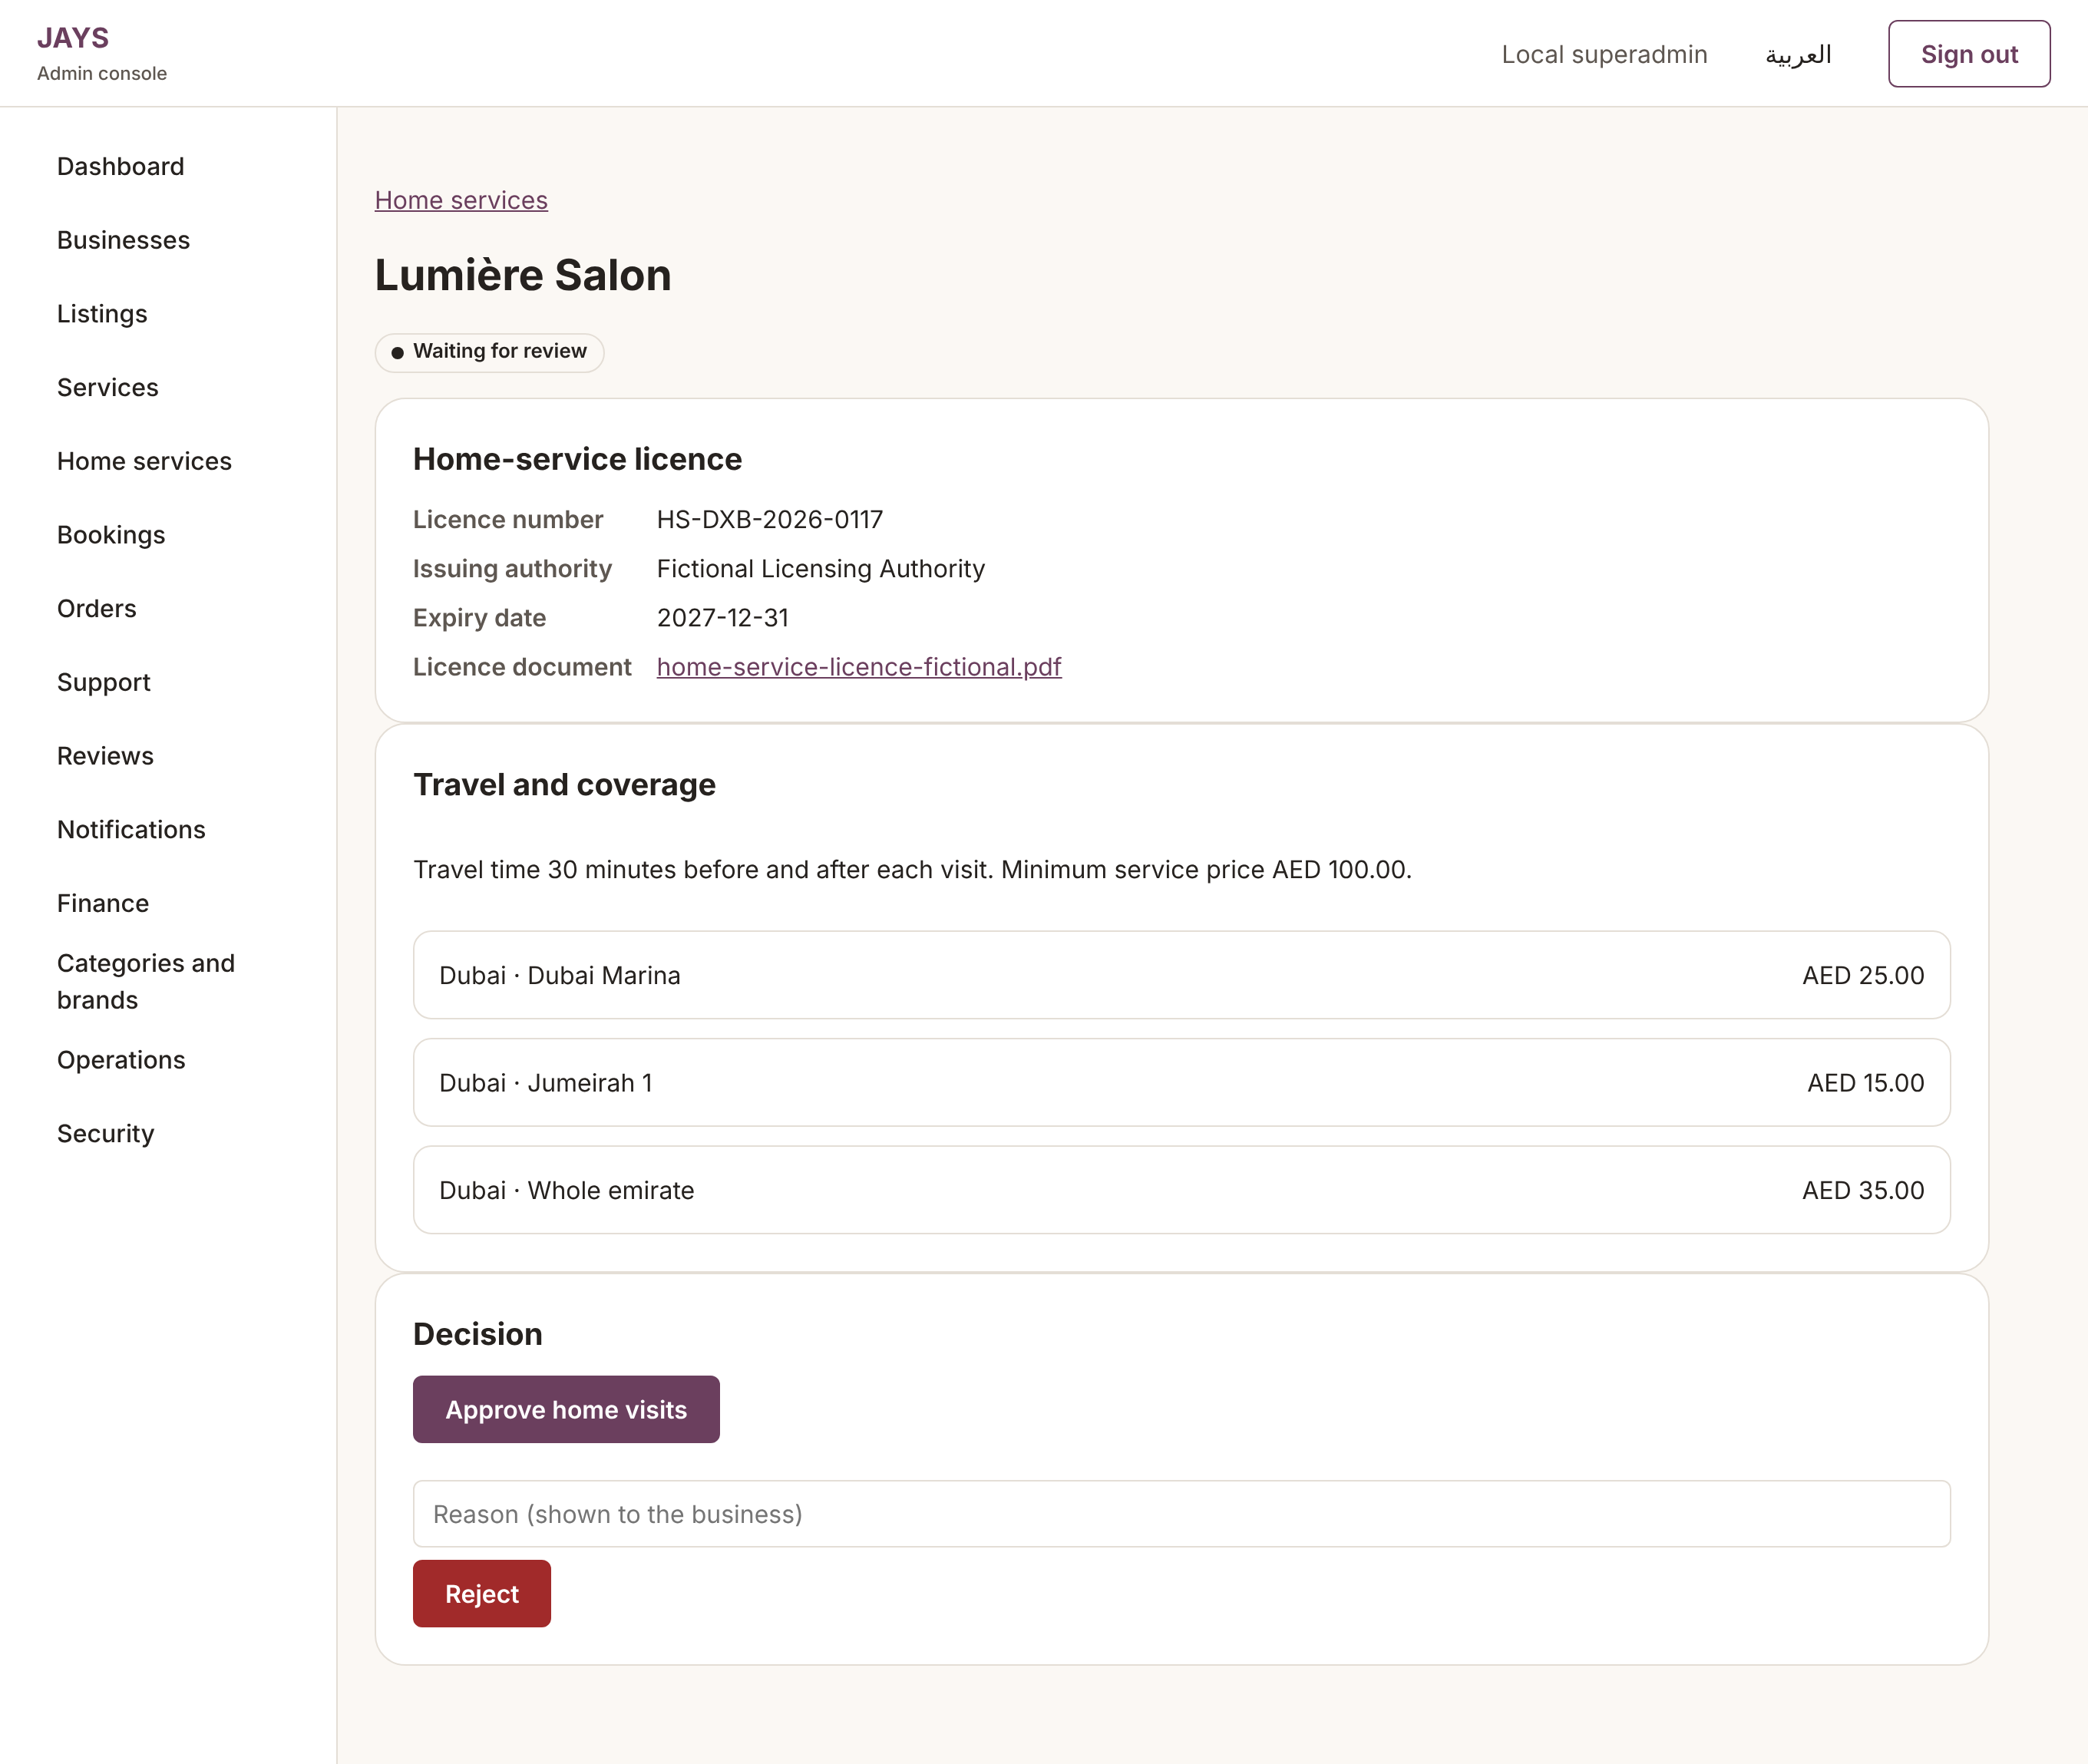 JAYS
Admin console
Local superadmin
العربية
Sign out
Dashboard
Businesses
Listings
Services
Home services
Bookings
Orders
Support
Reviews
Notifications
Finance
Categories and
brands
Operations
Security
Home services
Lumière Salon
Waiting for review
Home-service licence
Licence number HS-DXB-2026-0117
Issuing authority Fictional Licensing Authority
Expiry date 2027-12-31
Licence document home-service-licence-fictional.pdf
Travel and coverage
Travel time 30 minutes before and after each visit. Minimum service price AED 100.00.
Dubai · Dubai Marina AED 25.00
Dubai · Jumeirah 1 AED 15.00
Dubai · Whole emirate AED 35.00
Decision
Approve home visits
Reason (shown to the business)
Reject